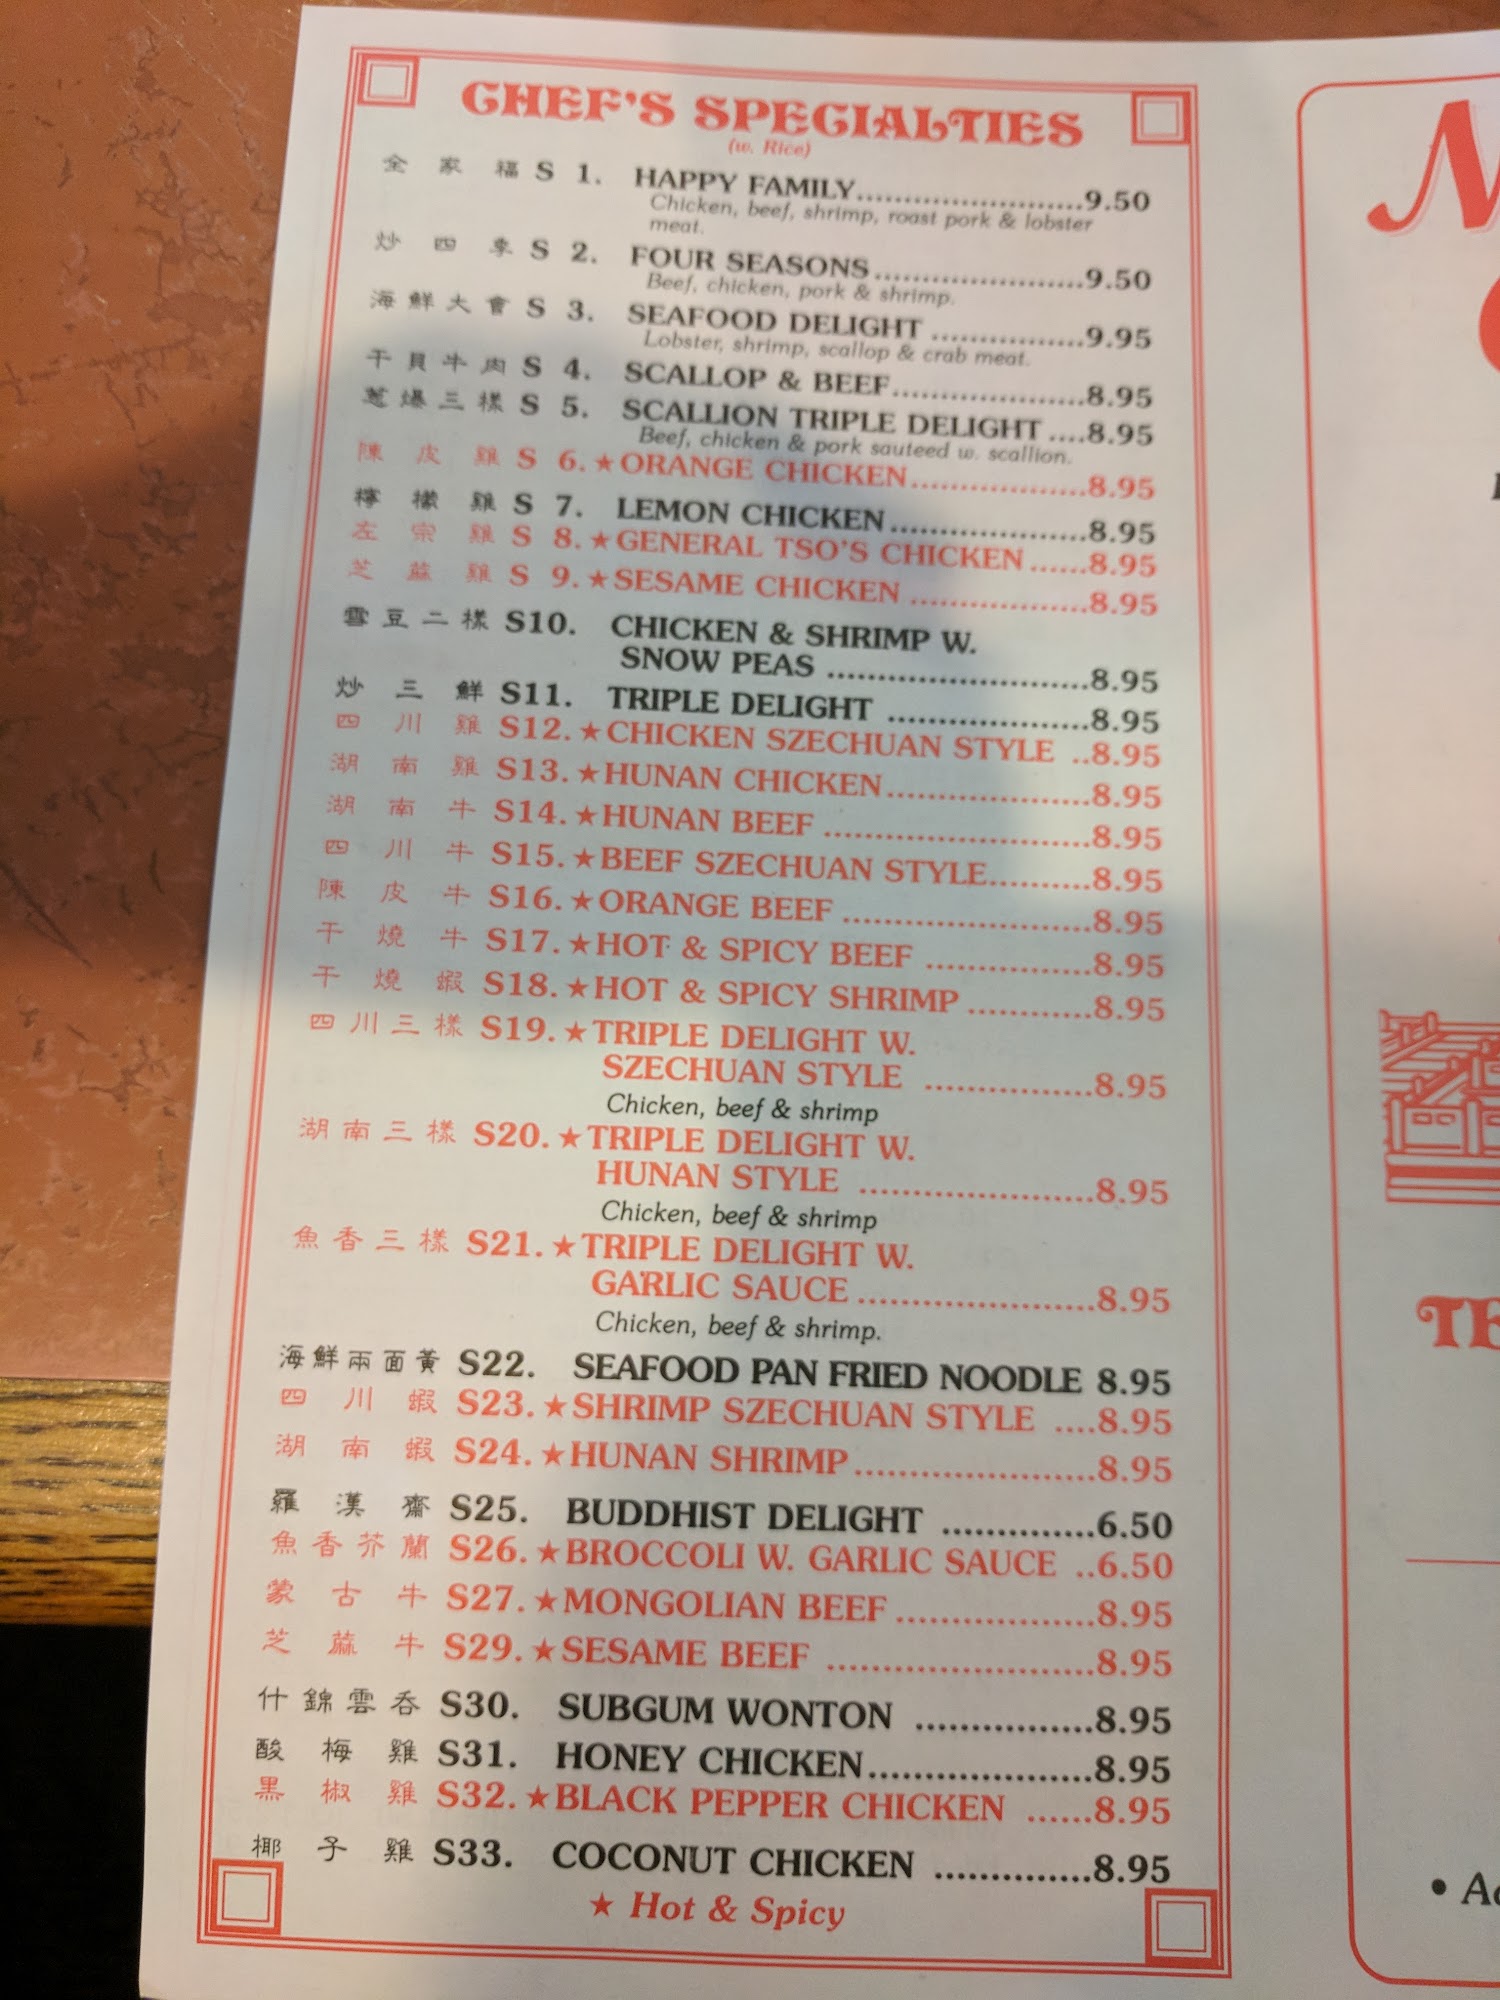 CHEF'S SPECIALTIES
(w. Rice)
全家福 S 1. HAPPY FAMILY........................9.50
Chicken, beef, shrimp, roast pork & lobster
meat.
炒四季 S 2. FOUR SEASONS......................9.50
Beef, chicken, pork & shrimp.
海鮮大會 S 3. SEAFOOD DELIGHT ................9.95
Lobster, shrimp, scallop & crab meat.
干貝牛肉 S 4. SCALLOP & BEEF....................8.95
蔥爆三樣 S 5. SCALLION TRIPLE DELIGHT ....8.95
Beef, chicken & pork sauteed w. scallion.
陳皮雞 S 6. ★ORANGE CHICKEN..................8.95
檸檬雞 S 7. LEMON CHICKEN....................8.95
左宗雞 S 8. ★GENERAL TSO'S CHICKEN ......8.95
芝蔴雞 S 9. ★SESAME CHICKEN ..................8.95
雪豆二樣 S10. CHICKEN & SHRIMP W.
SNOW PEAS ..........................8.95
炒三鮮 S11. TRIPLE DELIGHT ....................8.95
四川雞 S12. ★CHICKEN SZECHUAN STYLE ..8.95
湖南雞 S13. ★HUNAN CHICKEN....................8.95
湖南牛 S14. ★HUNAN BEEF ..........................8.95
四川牛 S15. ★BEEF SZECHUAN STYLE..........8.95
陳皮牛 S16. ★ORANGE BEEF ........................8.95
干燒牛 S17. ★HOT & SPICY BEEF ................8.95
干燒蝦 S18. ★HOT & SPICY SHRIMP ............8.95
四川三樣 S19. ★TRIPLE DELIGHT W.
SZECHUAN STYLE ................8.95
Chicken, beef & shrimp
湖南三樣 S20. ★TRIPLE DELIGHT W.
HUNAN STYLE .......................8.95
Chicken, beef & shrimp
魚香三樣 S21. ★TRIPLE DELIGHT W.
GARLIC SAUCE.......................8.95
Chicken, beef & shrimp.
海鮮兩面黃 S22. SEAFOOD PAN FRIED NOODLE 8.95
四川蝦 S23. ★SHRIMP SZECHUAN STYLE ....8.95
湖南蝦 S24. ★HUNAN SHRIMP........................8.95
羅漢齋 S25. BUDDHIST DELIGHT ...............6.50
魚香芥蘭 S26. ★BROCCOLI W. GARLIC SAUCE ..6.50
蒙古牛 S27. ★MONGOLIAN BEEF....................8.95
芝蔴牛 S29. ★SESAME BEEF ..........................8.95
什錦雲吞 S30. SUBGUM WONTON .................8.95
酸梅雞 S31. HONEY CHICKEN......................8.95
黑椒雞 S32. ★BLACK PEPPER CHICKEN ......8.95
椰子雞 S33. COCONUT CHICKEN ...............8.95
★ Hot & Spicy